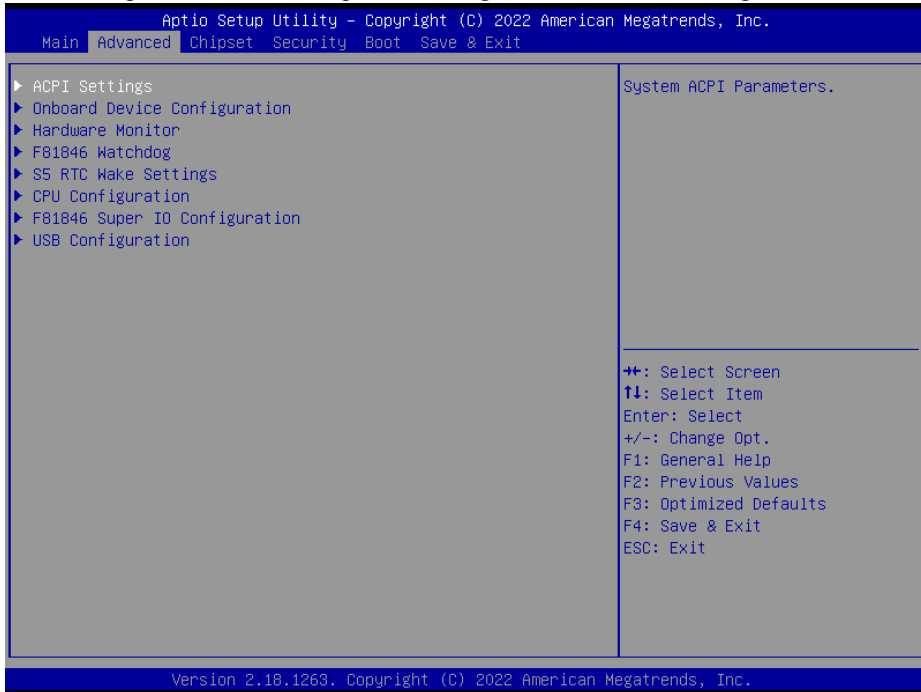 Aptio Setup Utility – Copyright (C) 2022 American Megatrends, Inc.
Main Advanced Chipset Security Boot Save & Exit
▶ ACPI Settings
▶ Onboard Device Configuration
▶ Hardware Monitor
▶ F81846 Watchdog
▶ S5 RTC Wake Settings
▶ CPU Configuration
▶ F81846 Super IO Configuration
▶ USB Configuration
System ACPI Parameters.
→←: Select Screen
↑↓: Select Item
Enter: Select
+/-: Change Opt.
F1: General Help
F2: Previous Values
F3: Optimized Defaults
F4: Save & Exit
ESC: Exit
Version 2.18.1263. Copyright (C) 2022 American Megatrends, Inc.